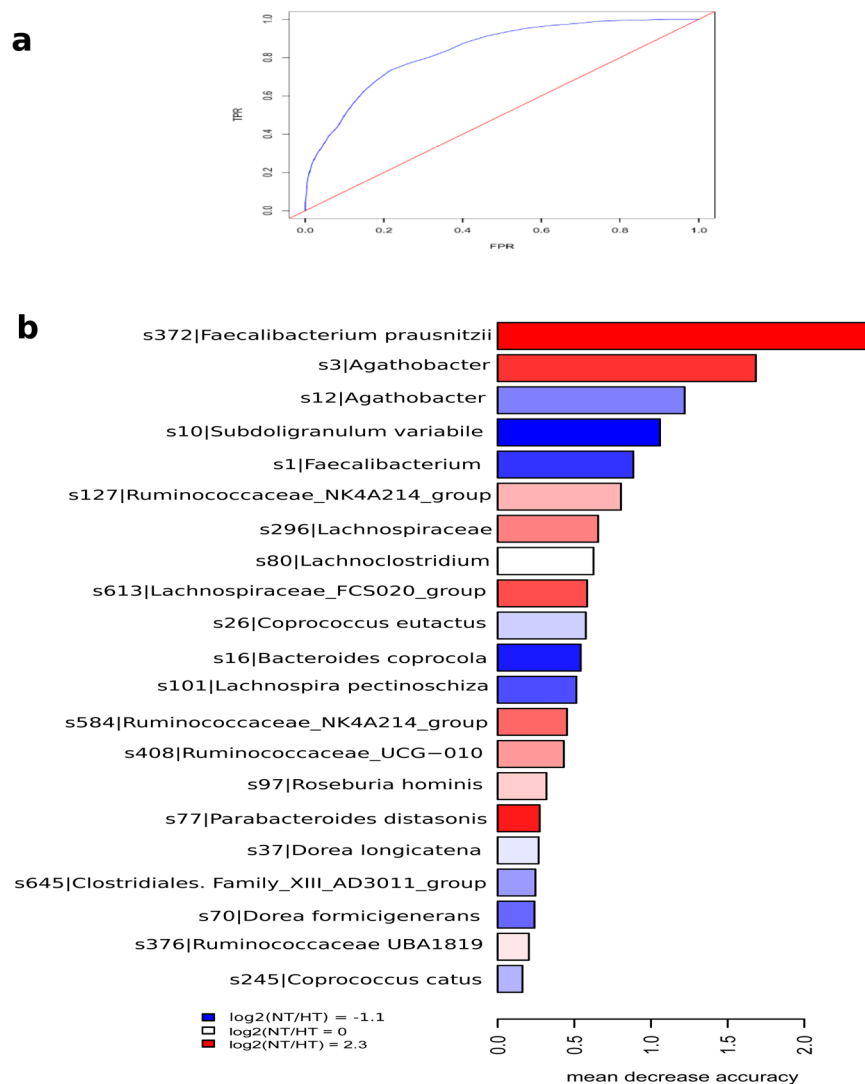 a
TPR
1.0
0.8
0.6
0.4
0.2
0.0
0.0 0.2 0.4 0.6 0.8 1.0
FPR
b
s372|Faecalibacterium prausnitzii
s3|Agathobacter
s12|Agathobacter
s10|Subdoligranulum variabile
s1|Faecalibacterium
s127|Ruminococcaceae_NK4A214_group
s296|Lachnospiraceae
s80|Lachnoclostridium
s613|Lachnospiraceae_FCS020_group
s26|Coprococcus eutactus
s16|Bacteroides coprocola
s101|Lachnospira pectinoschiza
s584|Ruminococcaceae_NK4A214_group
s408|Ruminococcaceae_UCG−010
s97|Roseburia hominis
s77|Parabacteroides distasonis
s37|Dorea longicatena
s645|Clostridiales. Family_XIII_AD3011_group
s70|Dorea formicigenerans
s376|Ruminococcaceae UBA1819
s245|Coprococcus catus
log2(NT/HT) = -1.1
log2(NT/HT = 0
log2(NT/HT) = 2.3
0.0 0.5 1.0 1.5 2.0
mean decrease accuracy